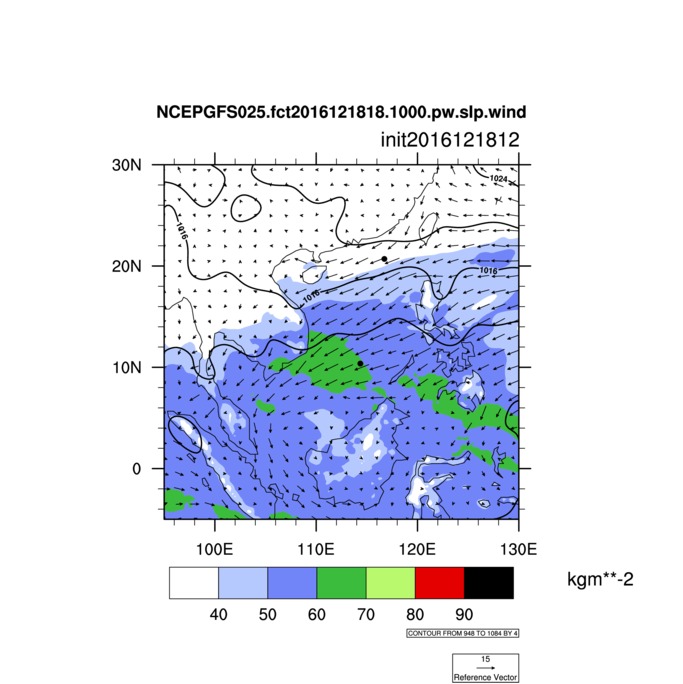 NCEPGFS025.fct2016121818.1000.pw.slp.wind
init2016121812
30N
1024
1016
20N
1016
1016
10N
0
100E 110E 120E 130E
kgm**-2
40 50 60 70 80 90
CONTOUR FROM 948 TO 1084 BY 4
15
Reference Vector